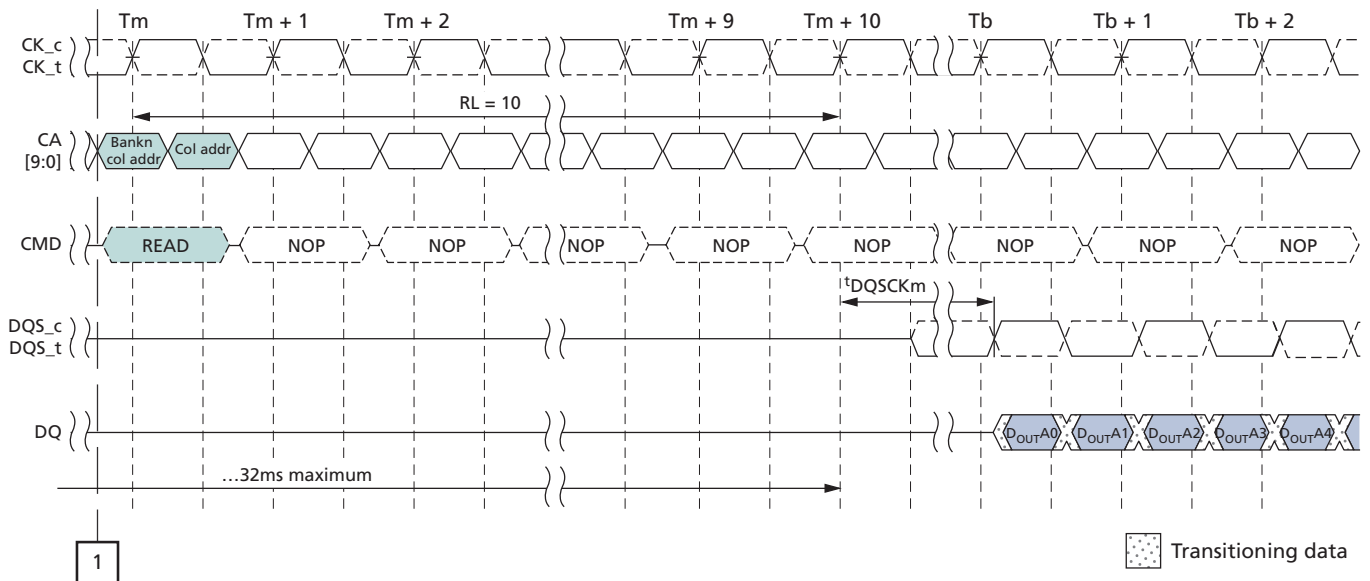 Tm Tm + 1 Tm + 2 Tm + 9 Tm + 10 Tb Tb + 1 Tb + 2
CK_c
CK_t
RL = 10
CA
[9:0]
Bankn
col addr
Col addr
CMD READ NOP NOP NOP NOP NOP NOP NOP NOP
tDQSCKm
DQS_c
DQS_t
DQ DOUTA0 DOUTA1 DOUTA2 DOUTA3 DOUTA4
…32ms maximum
1
Transitioning data